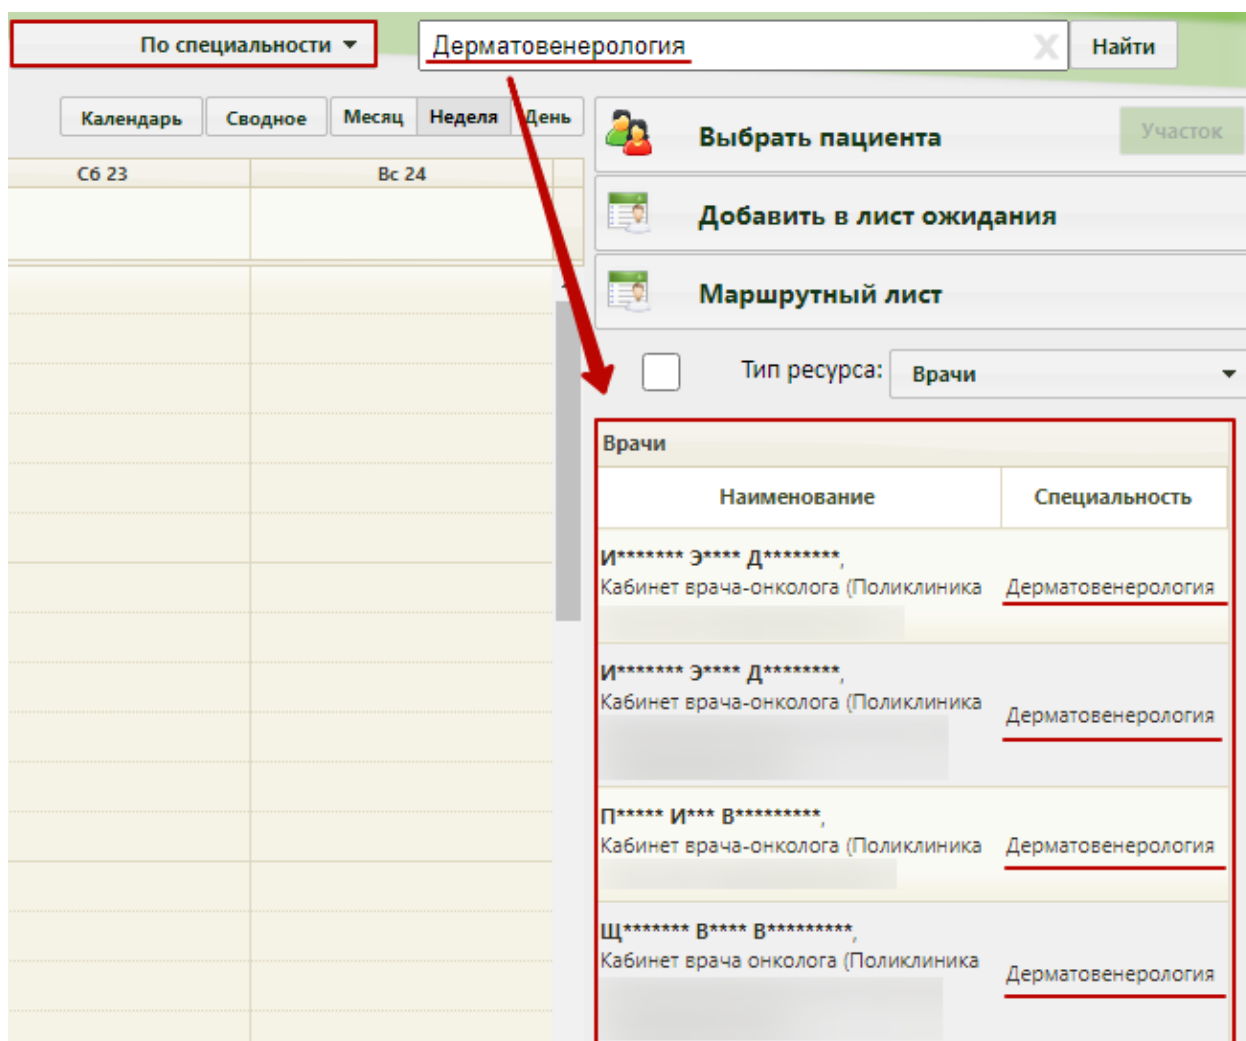 По специальности
Дерматовенерология
X
Найти
Календарь
Сводное
Месяц
Неделя
День
Сб 23
Вс 24
Выбрать пациента
Участок
Добавить в лист ожидания
Маршрутный лист
Тип ресурса:
Врачи
Врачи
Наименование
Специальность
И******* Э**** Д********,
Кабинет врача-онколога (Поликлиника
Дерматовенерология
И******* Э**** Д********,
Кабинет врача-онколога (Поликлиника
Дерматовенерология
П***** И*** В*********,
Кабинет врача-онколога (Поликлиника
Дерматовенерология
Щ******* В**** В*********,
Кабинет врача онколога (Поликлиника
Дерматовенерология